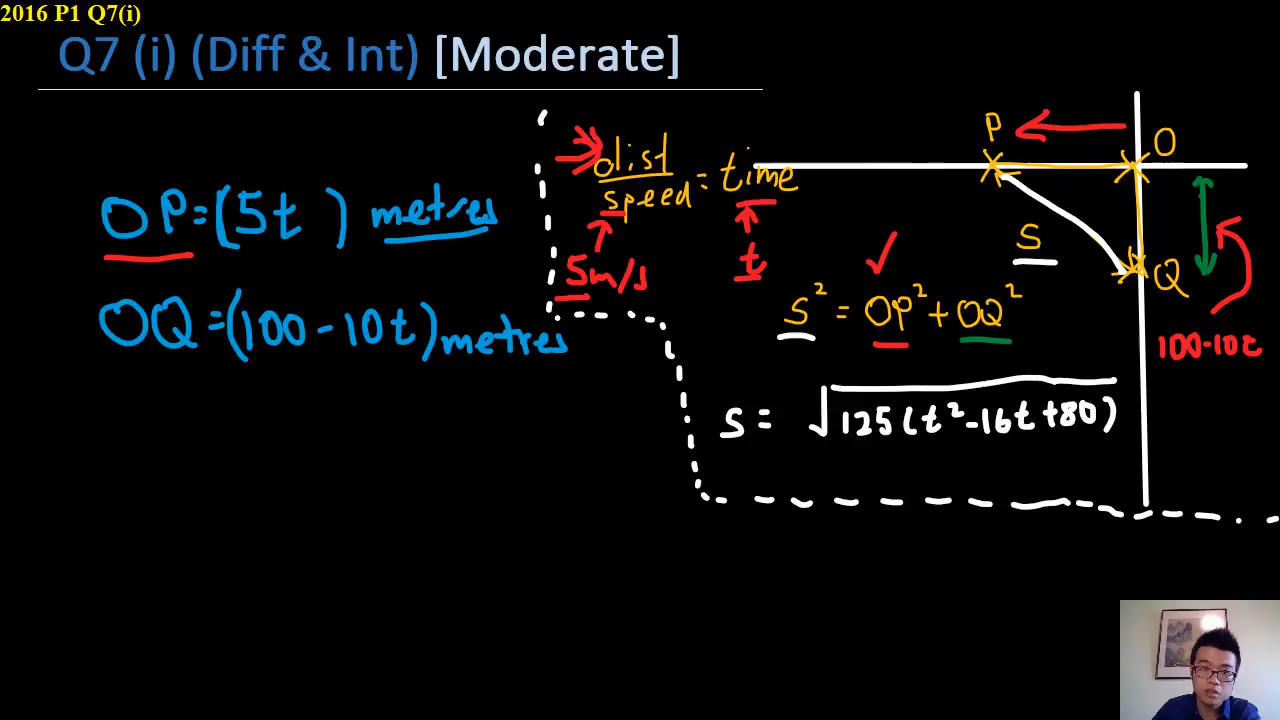 2016 P1 Q7(i)
Q7 (i) (Diff & Int) [Moderate]
P
O
dist
speed = time
OP = (5t ) metres
S
5m/s
t
Q
S² = OP² + OQ²
OQ = (100 - 10t) metres
100-10t
S = √125(t² - 16t + 80)